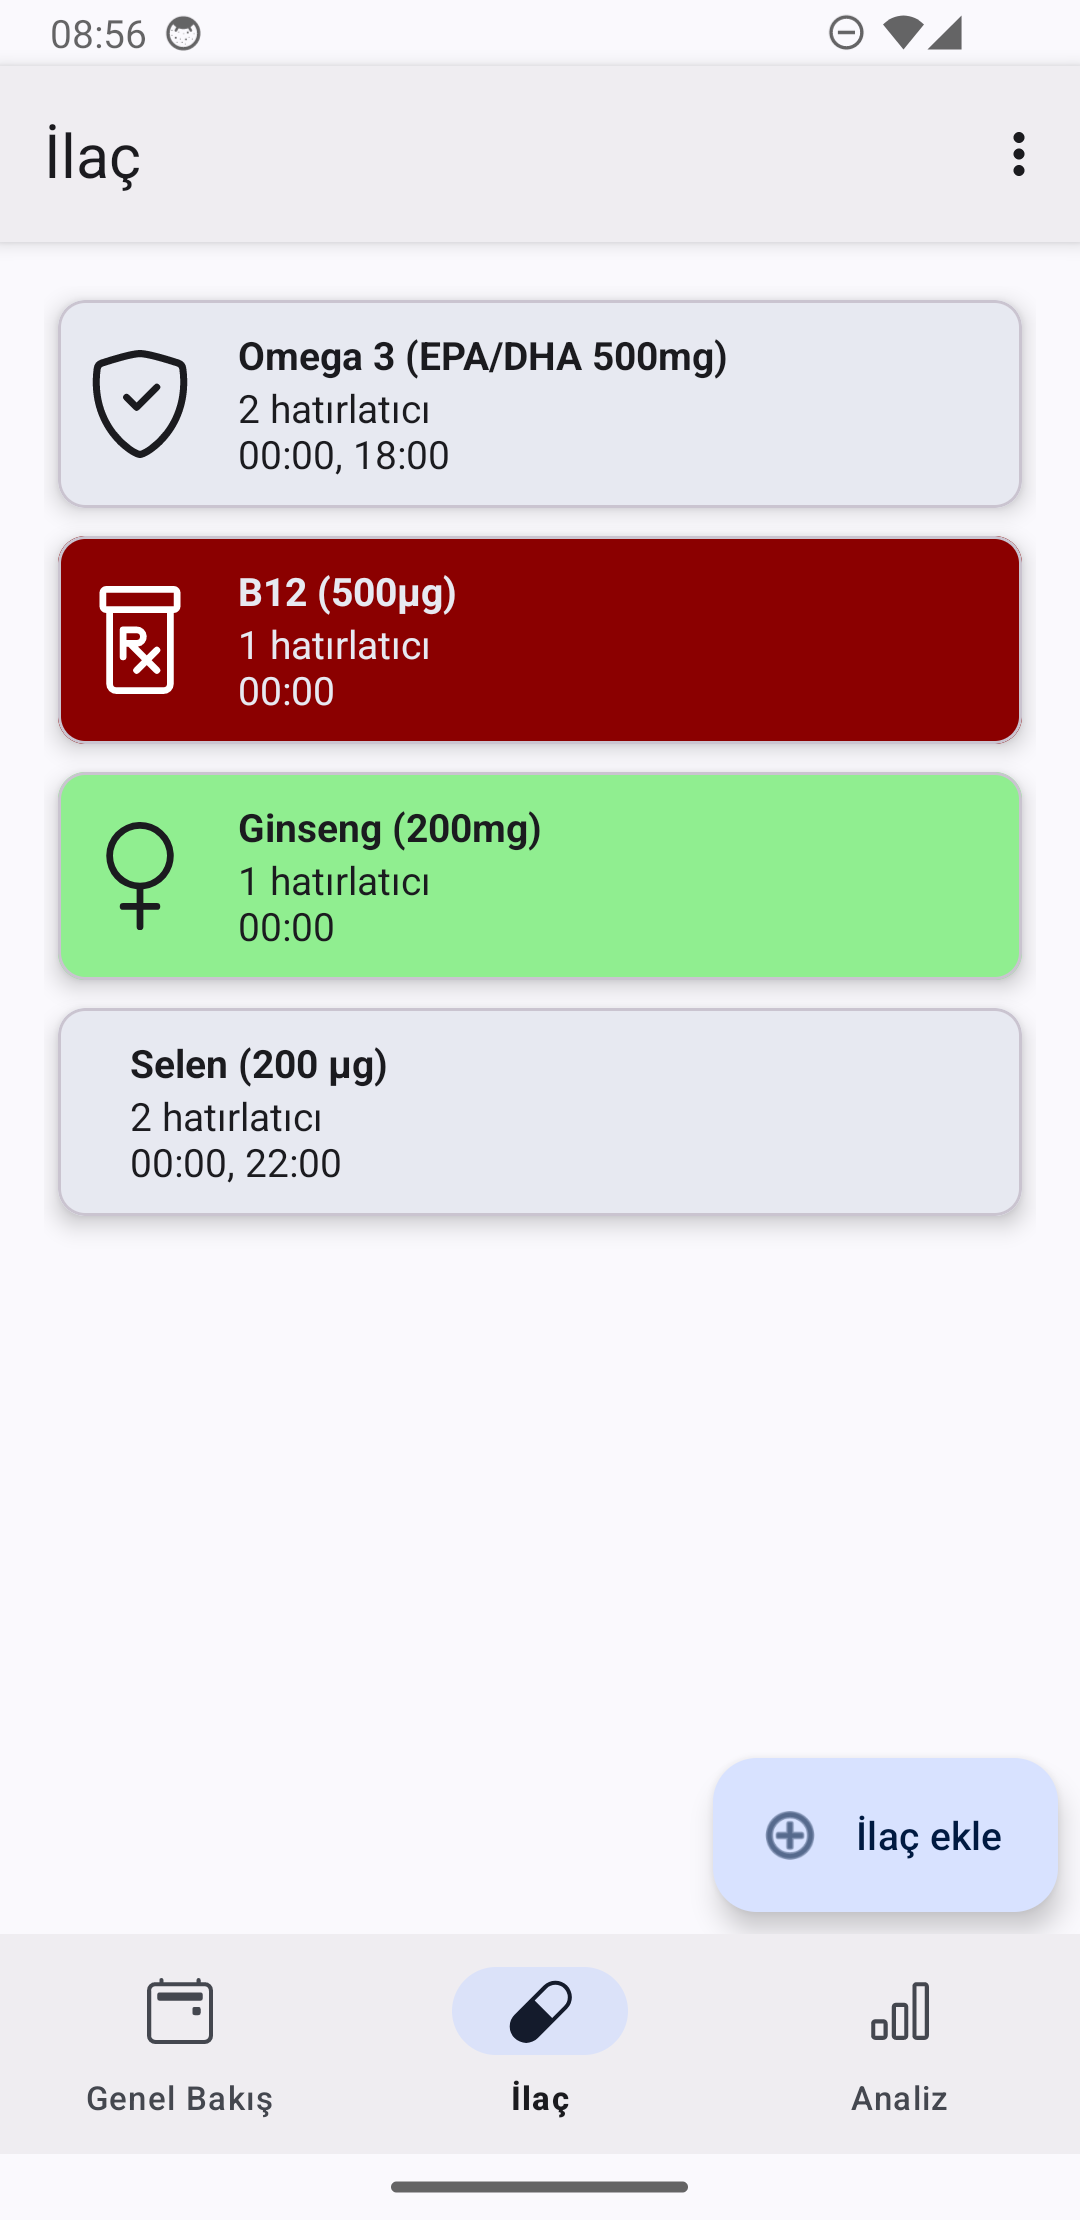 08:56
İlaç
Omega 3 (EPA/DHA 500mg)
2 hatırlatıcı
00:00, 18:00
B12 (500µg)
1 hatırlatıcı
00:00
Ginseng (200mg)
1 hatırlatıcı
00:00
Selen (200 µg)
2 hatırlatıcı
00:00, 22:00
İlaç ekle
Genel Bakış
İlaç
Analiz